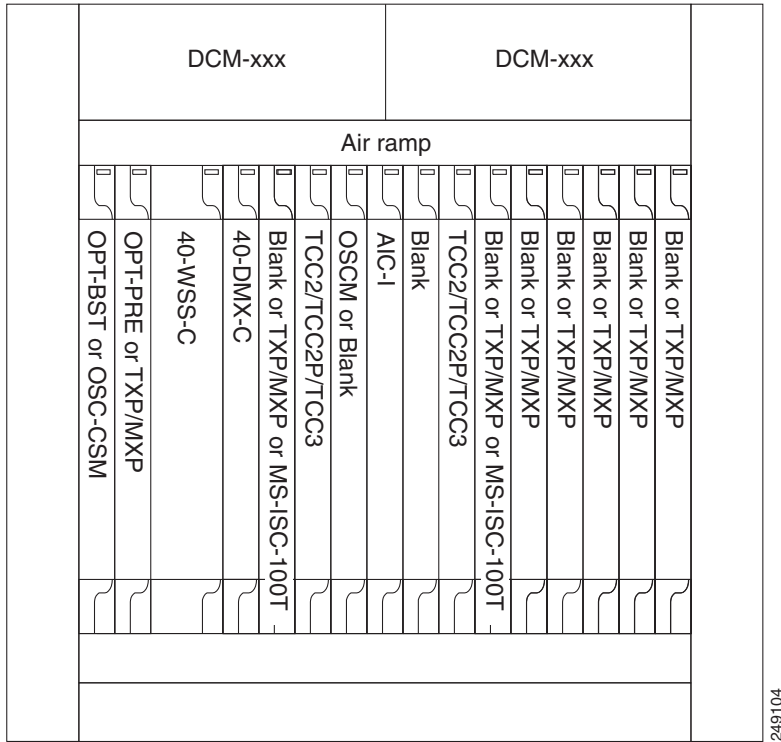 DCM-xxx
DCM-xxx
Air ramp
OPT-BST or OSC-CSM
OPT-PRE or TXP/MXP
40-WSS-C
40-DMX-C
Blank or TXP/MXP or MS-ISC-100T
TCC2/TCC2P/TCC3
OSCM or Blank
AIC-I
Blank
TCC2/TCC2P/TCC3
Blank or TXP/MXP or MS-ISC-100T
Blank or TXP/MXP
Blank or TXP/MXP
Blank or TXP/MXP
Blank or TXP/MXP
Blank or TXP/MXP
249104